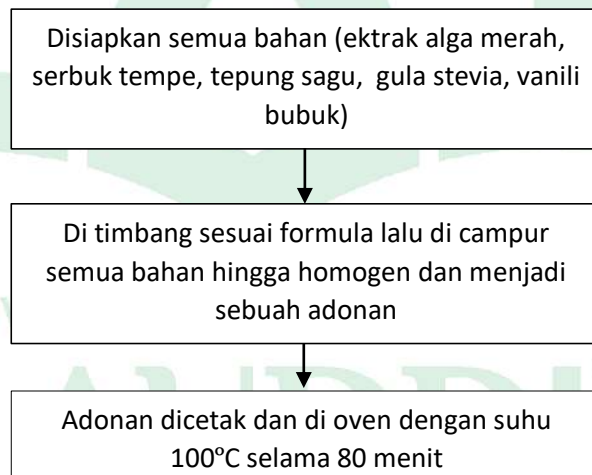 Disiapkan semua bahan (ektrak alga merah,
serbuk tempe, tepung sagu,  gula stevia, vanili
bubuk)
Di timbang sesuai formula lalu di campur
semua bahan hingga homogen dan menjadi
sebuah adonan
Adonan dicetak dan di oven dengan suhu
100°C selama 80 menit